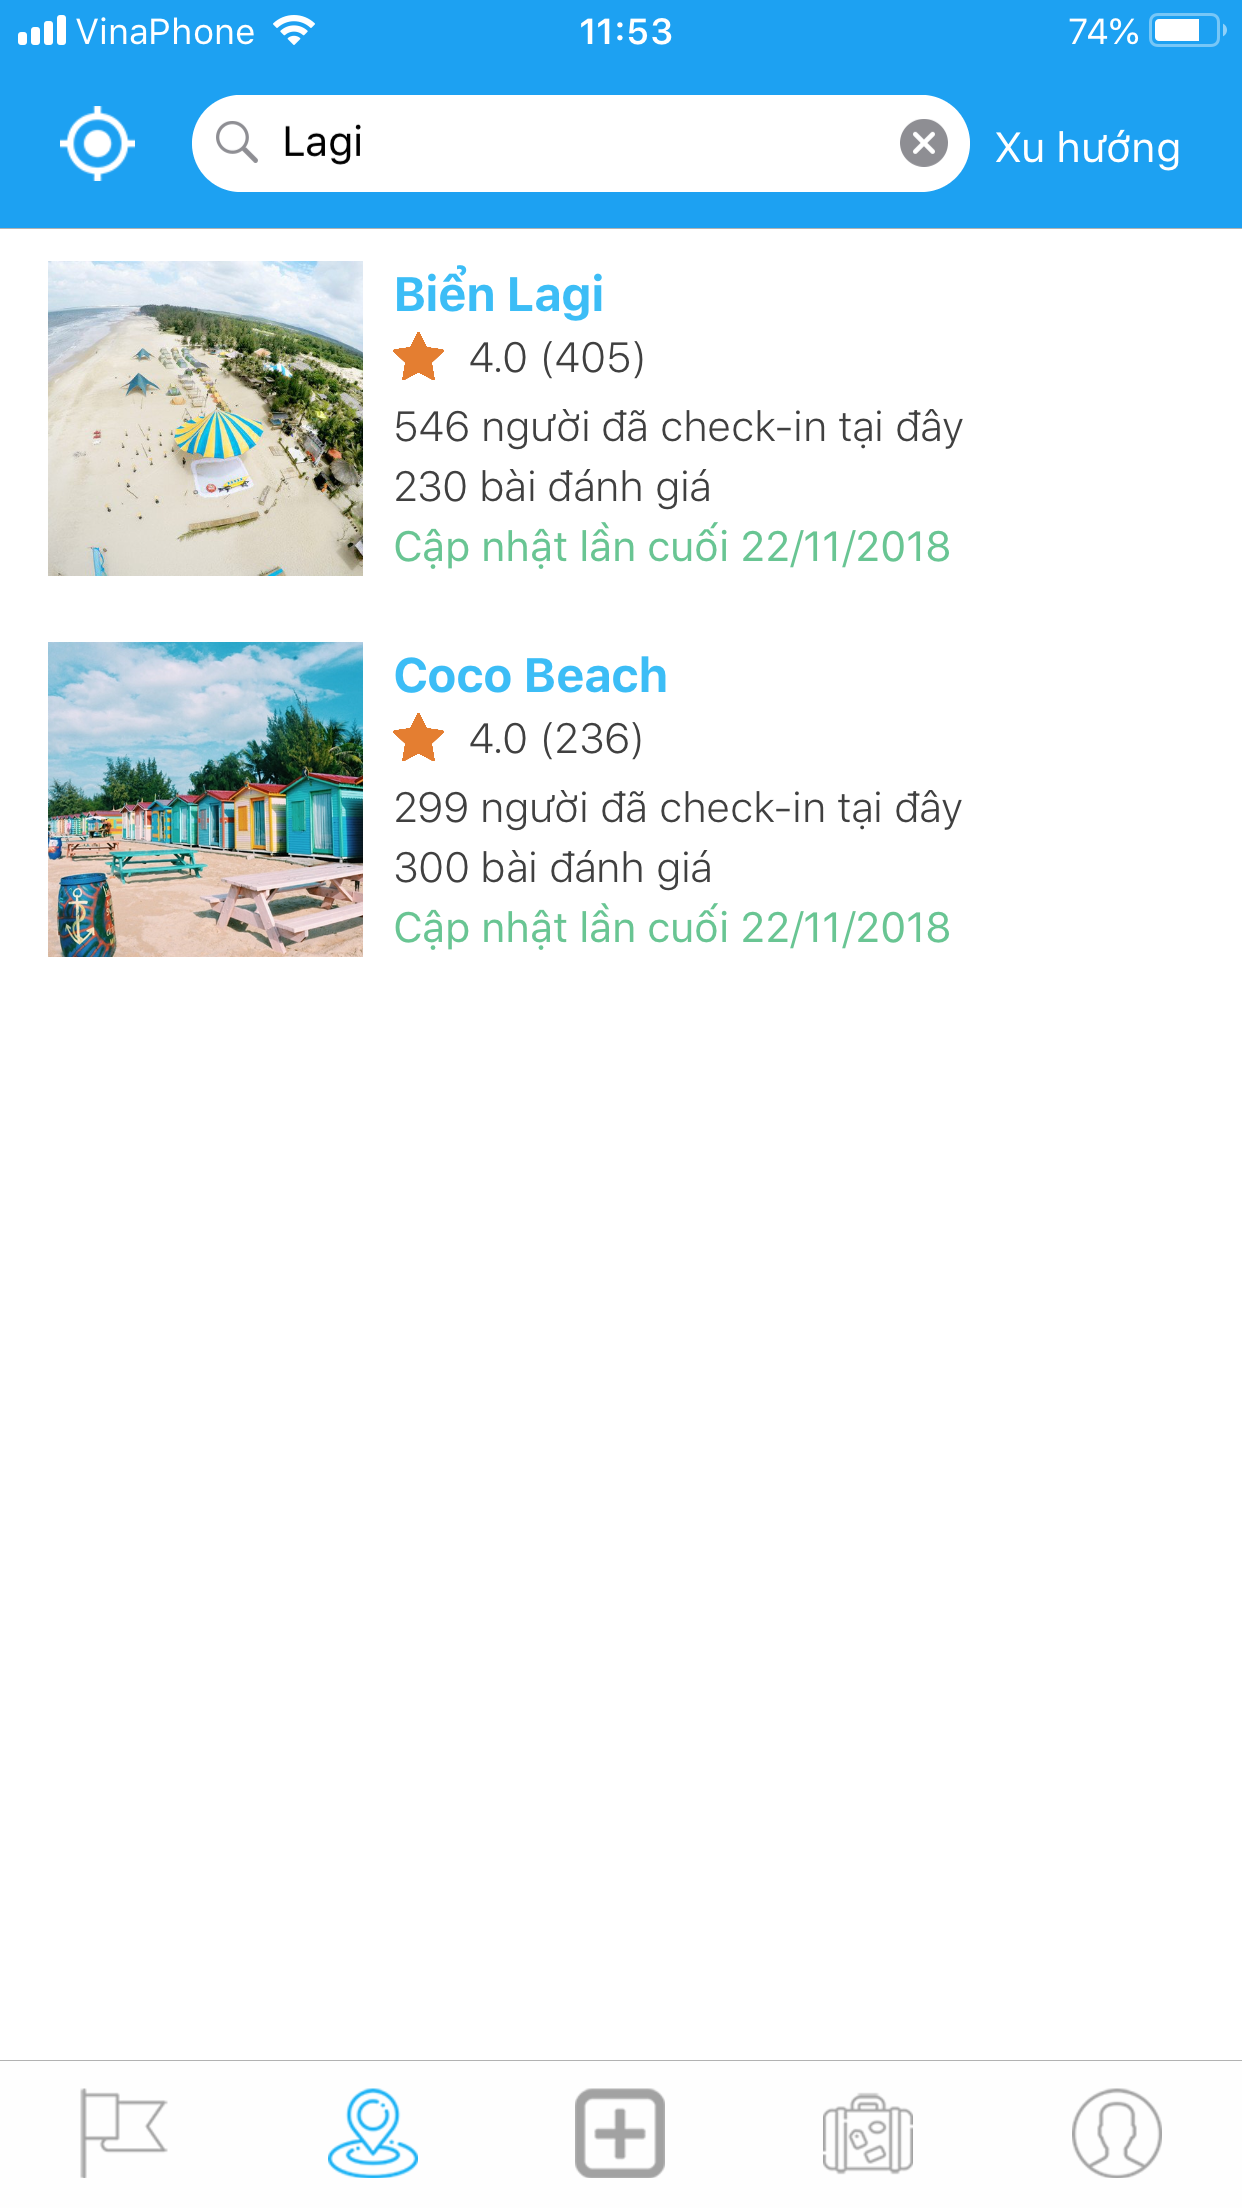 VinaPhone 11:53 74%
Lagi Xu hướng
Biển Lagi
4.0 (405)
546 người đã check-in tại đây
230 bài đánh giá
Cập nhật lần cuối 22/11/2018
Coco Beach
4.0 (236)
299 người đã check-in tại đây
300 bài đánh giá
Cập nhật lần cuối 22/11/2018